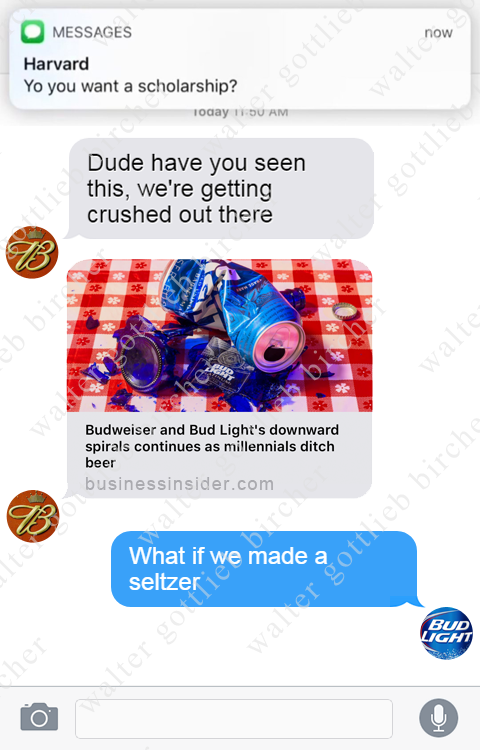 MESSAGES
now
Harvard
Yo you want a scholarship?
Today 11:50 AM
Dude have you seen
this, we're getting
crushed out there
B
BUD
LIGHT
Budweiser and Bud Light's downward
spirals continues as millennials ditch
beer
businessinsider.com
B
What if we made a
seltzer
BUD
LIGHT
walter gottlieb bircher